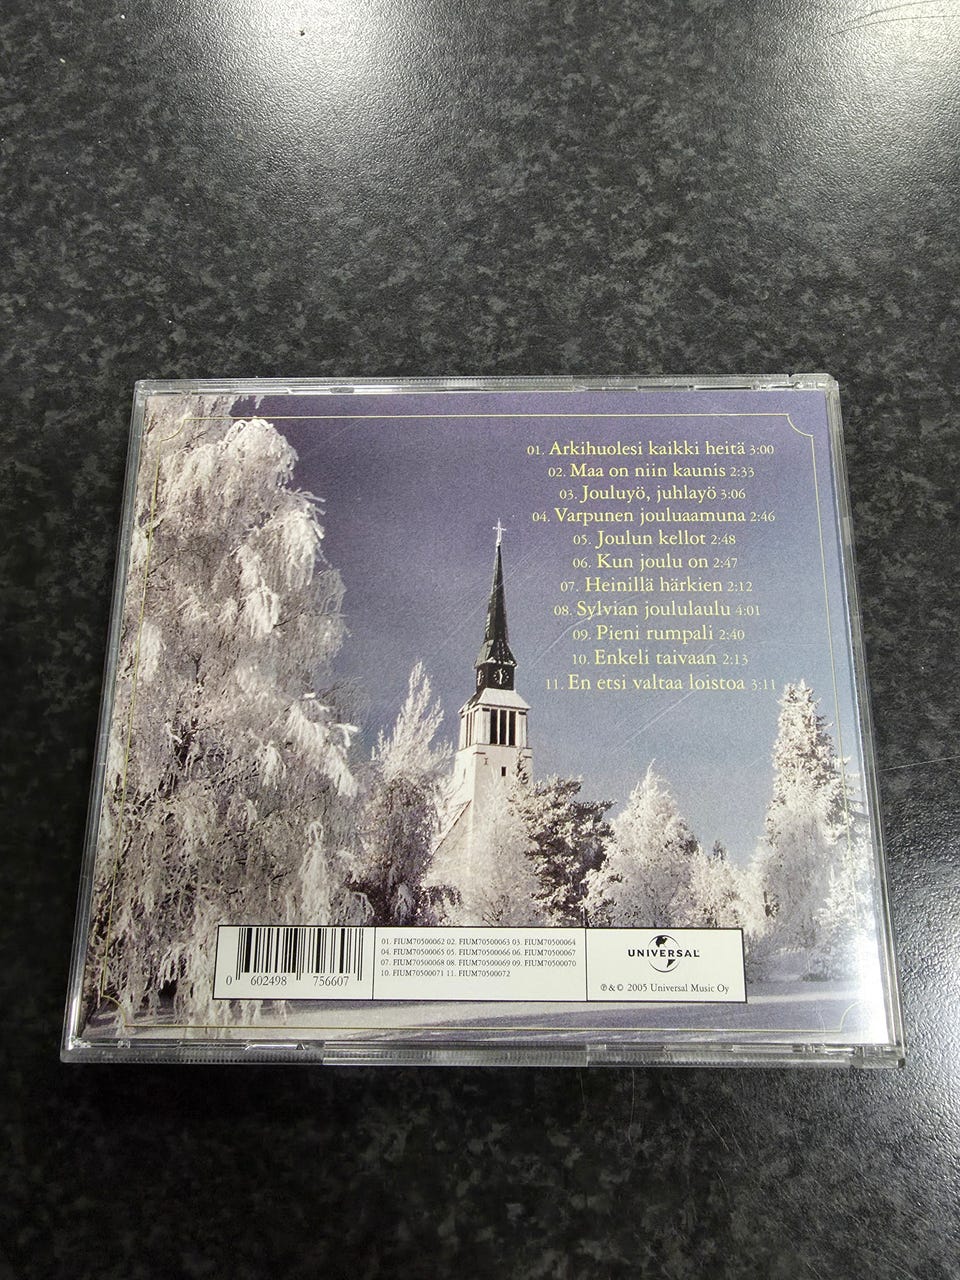 01. Arkihuolesi kaikki heitä 3:00
02. Maa on niin kaunis 2:33
03. Jouluyö, juhlayö 3:06
04. Varpunen jouluaamuna 2:46
05. Joulun kellot 2:48
06. Kun joulu on 2:47
07. Heinillä härkien 2:12
08. Sylvian joululaulu 4:01
09. Pieni rumpali 2:40
10. Enkeli taivaan 2:13
11. En etsi valtaa loistoa 3:11
0 602498 756607
01. FIUM70500062 02. FIUM70500063 03. FIUM70500064
04. FIUM70500065 05. FIUM70500066 06. FIUM70500067
07. FIUM70500068 08. FIUM70500069 09. FIUM70500070
10. FIUM70500071 11. FIUM70500072
UNIVERSAL
℗ & © 2005 Universal Music Oy